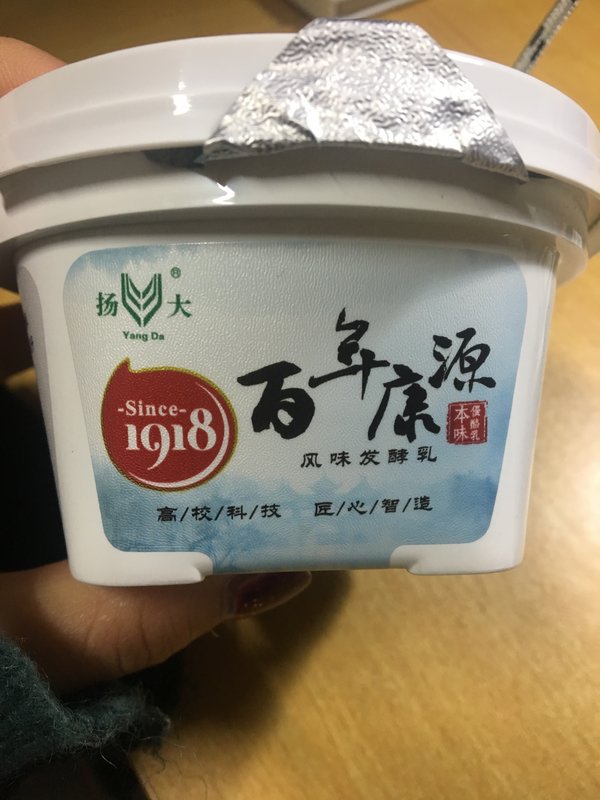 扬大
®
Yang Da
-Since-
1918
百年康源
本味
優酪乳
风味发酵乳
高/校/科/技 匠/心/智/造